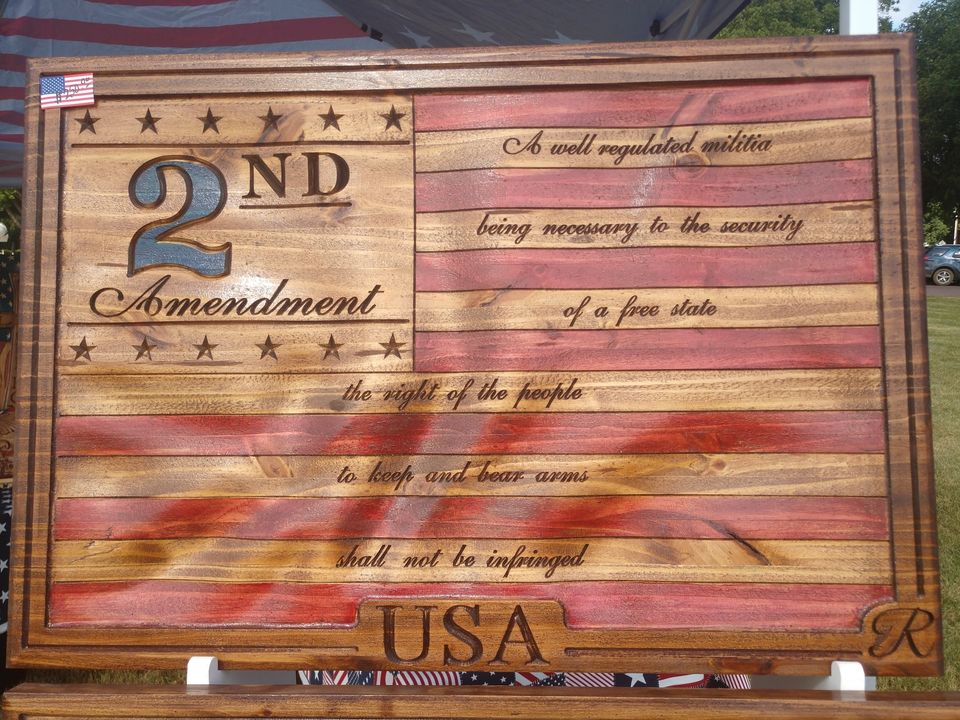 2ND
Amendment
A well regulated militia
being necessary to the security
of a free state
the right of the people
to keep and bear arms
shall not be infringed
USA
R